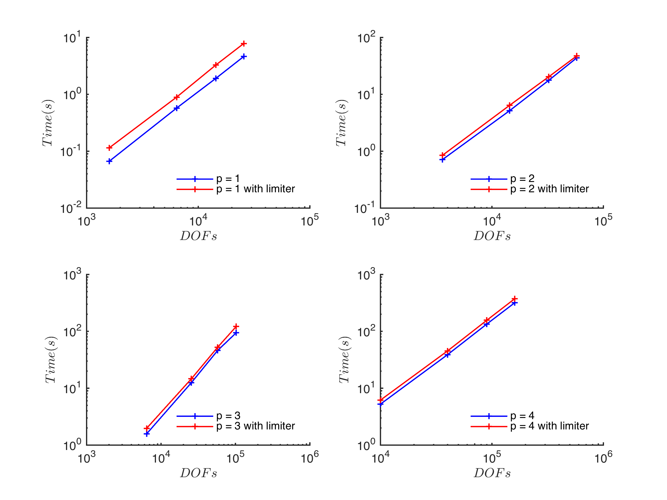 10^1
10^0
10^-1
10^-2
Time(s)
10^3
10^4
10^5
DOFs
p = 1
p = 1 with limiter
10^2
10^1
10^0
10^-1
Time(s)
10^3
10^4
10^5
DOFs
p = 2
p = 2 with limiter
10^3
10^2
10^1
10^0
Time(s)
10^3
10^4
10^5
10^6
DOFs
p = 3
p = 3 with limiter
10^3
10^2
10^1
10^0
Time(s)
10^4
10^5
10^6
DOFs
p = 4
p = 4 with limiter